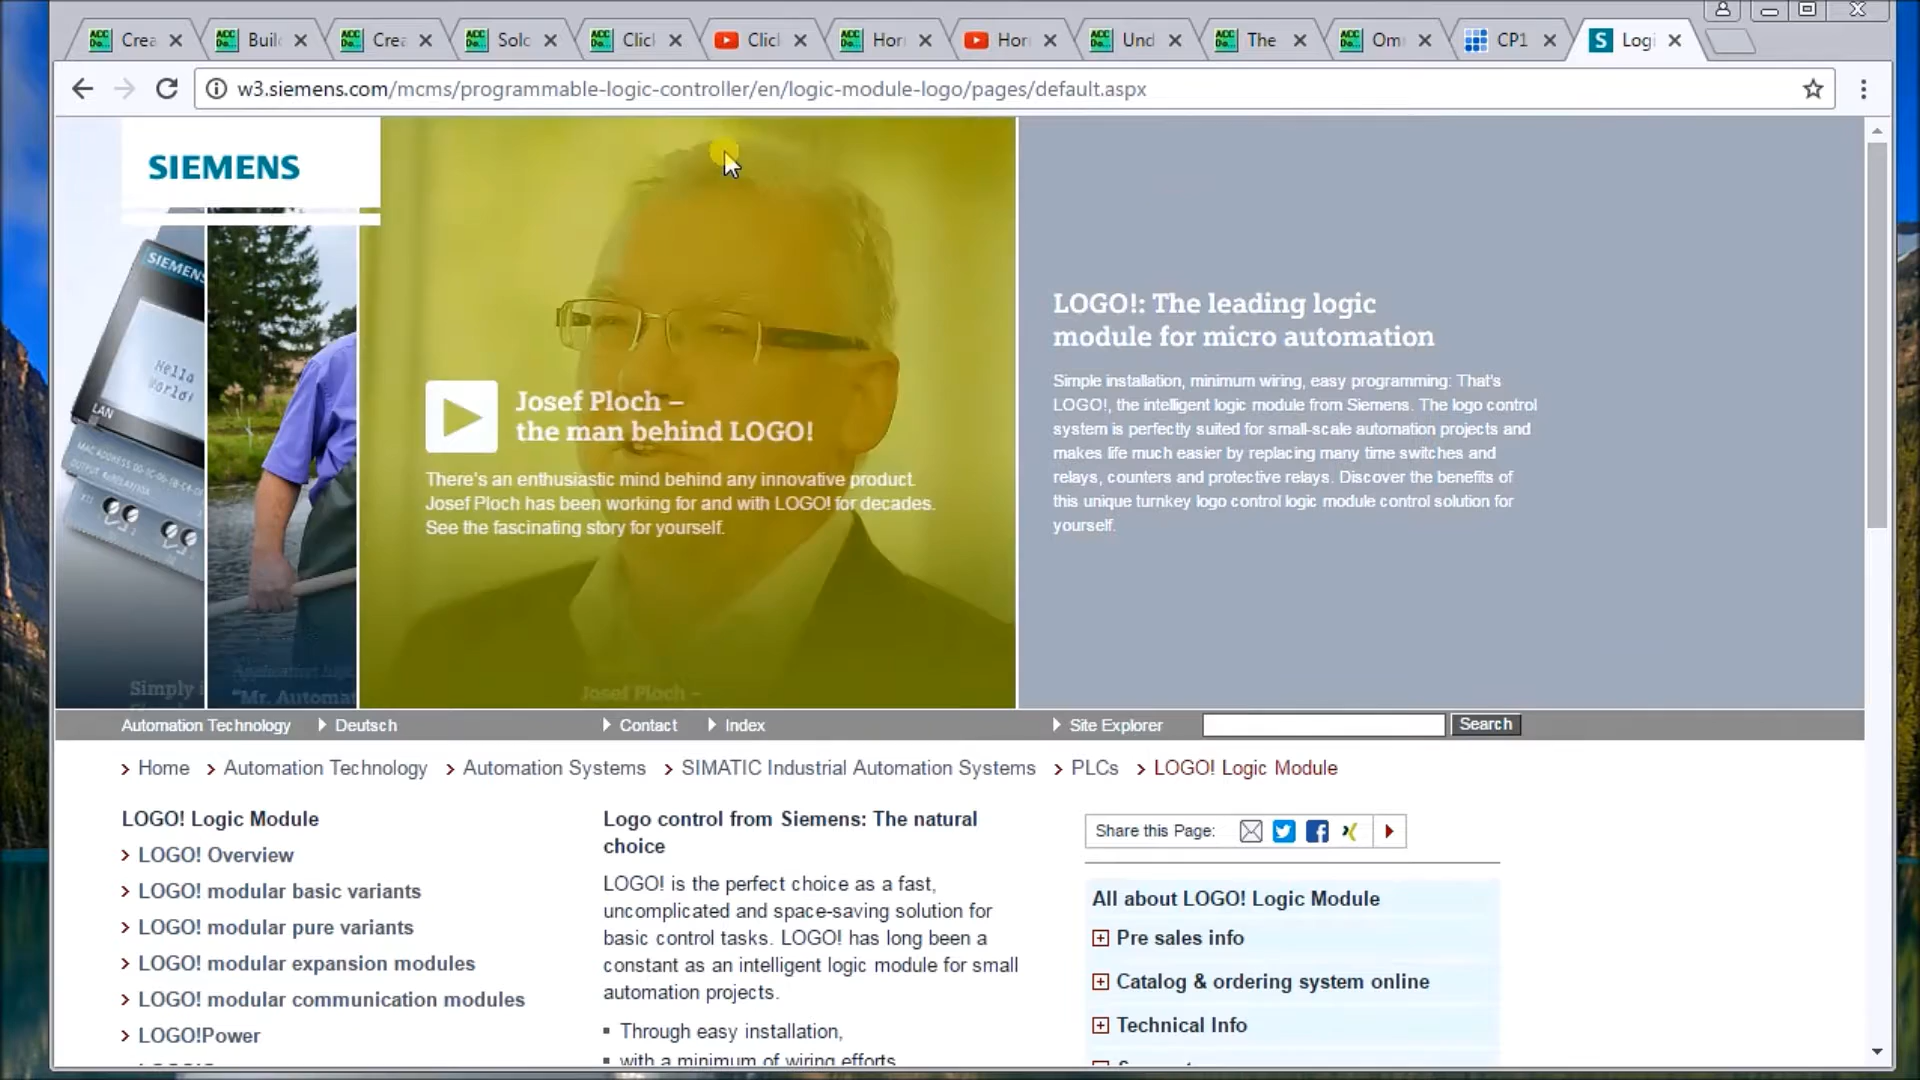 Crea
Buil
Crea
Solc
Clicl
Clicl
Hor
Hor
Und
The
Omr
CP1
Logi
w3.siemens.com/mcms/programmable-logic-controller/en/logic-module-logo/pages/default.aspx
SIEMENS
SIEMENS
Hello
World!
LAN
X11
Simply i
"Mr. Automat
Josef Ploch –
the man behind LOGO!
There's an enthusiastic mind behind any innovative product.
Josef Ploch has been working for and with LOGO! for decades.
See the fascinating story for yourself.
Josef Ploch –
LOGO!: The leading logic
module for micro automation
Simple installation, minimum wiring, easy programming: That's
LOGO!, the intelligent logic module from Siemens. The logo control
system is perfectly suited for small-scale automation projects and
makes life much easier by replacing many time switches and
relays, counters and protective relays. Discover the benefits of
this unique turnkey logo control logic module control solution for
yourself.
Automation Technology
Deutsch
Contact
Index
Site Explorer
Search
Home
Automation Technology
Automation Systems
SIMATIC Industrial Automation Systems
PLCs
LOGO! Logic Module
LOGO! Logic Module
LOGO! Overview
LOGO! modular basic variants
LOGO! modular pure variants
LOGO! modular expansion modules
LOGO! modular communication modules
LOGO!Power
Logo control from Siemens: The natural
choice
LOGO! is the perfect choice as a fast,
uncomplicated and space-saving solution for
basic control tasks. LOGO! has long been a
constant as an intelligent logic module for small
automation projects.
Through easy installation,
with a minimum of wiring efforts
Share this Page:
All about LOGO! Logic Module
Pre sales info
Catalog & ordering system online
Technical Info